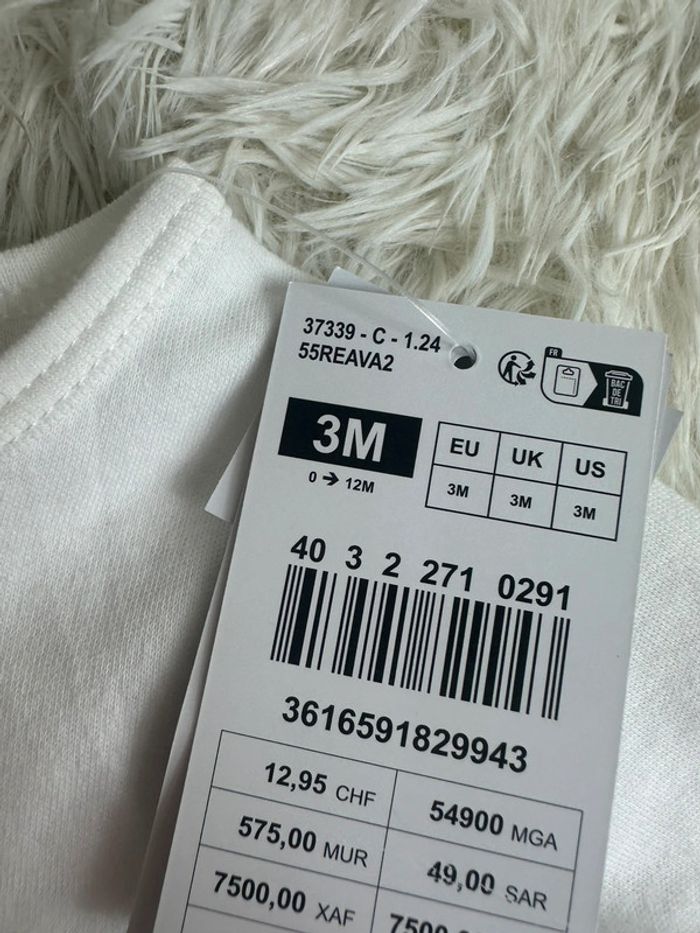 37339 - C - 1.24
55REAVA2
FR
BAC
DE
TRI
3M
0 → 12M
EU UK US
3M 3M 3M
40 3 2 271 0291
3616591829943
12,95 CHF 54900 MGA
575,00 MUR 49,00 SAR
7500,00 XAF